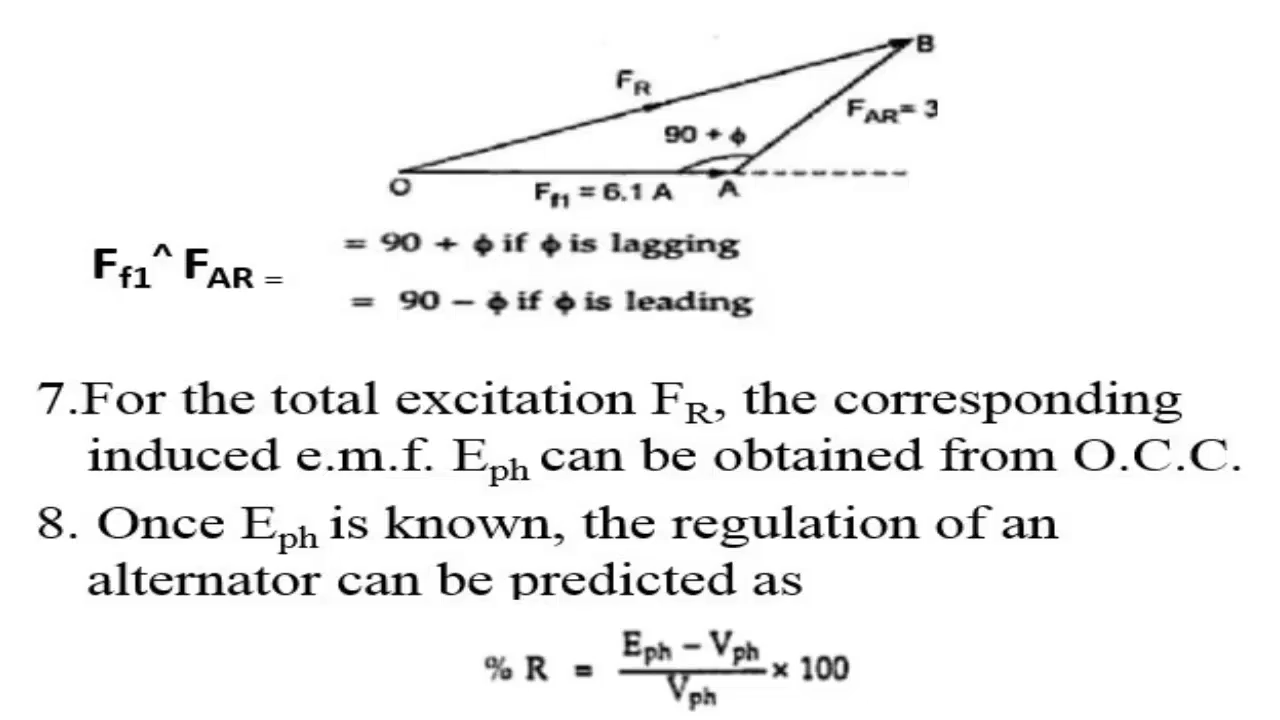 B
F_R
F_AR = 3
90 + ϕ
O
F_f1 = 6.1 A
A
= 90 + ϕ if ϕ is lagging
F_f1 ^ F_AR =
= 90 − ϕ if ϕ is leading
7.For the total excitation F_R, the corresponding
induced e.m.f. E_ph can be obtained from O.C.C.
8. Once E_ph is known, the regulation of an
alternator can be predicted as
% R = (E_ph − V_ph) / V_ph × 100